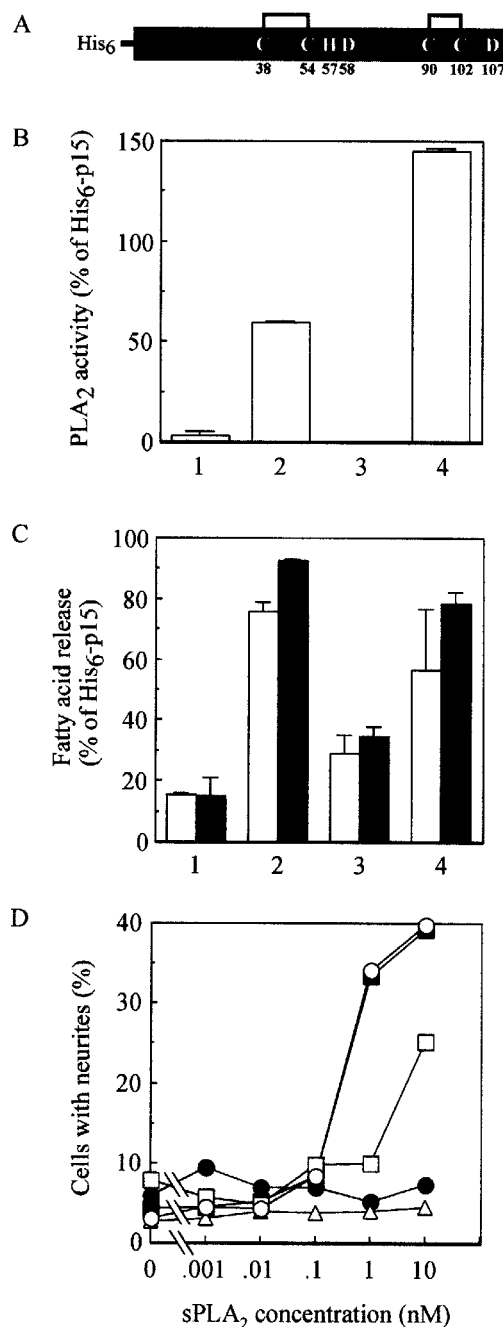 A
His6 C C H D C C D
38 54 57 58 90 102 107
B
PLA2 activity (% of His6-p15)
150
100
50
0
1 2 3 4
C
Fatty acid release
(% of His6-p15)
100
80
60
40
20
0
1 2 3 4
D
Cells with neurites (%)
40
30
20
10
0
0 .001 .01 .1 1 10
sPLA2 concentration (nM)